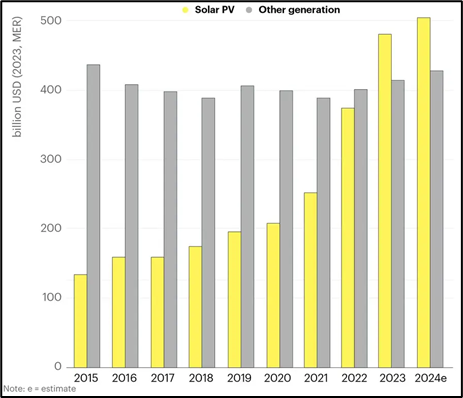 Solar PV Other generation
billion USD (2023, MER)
500
400
300
200
100
0
2015 2016 2017 2018 2019 2020 2021 2022 2023 2024e
Note: e = estimate